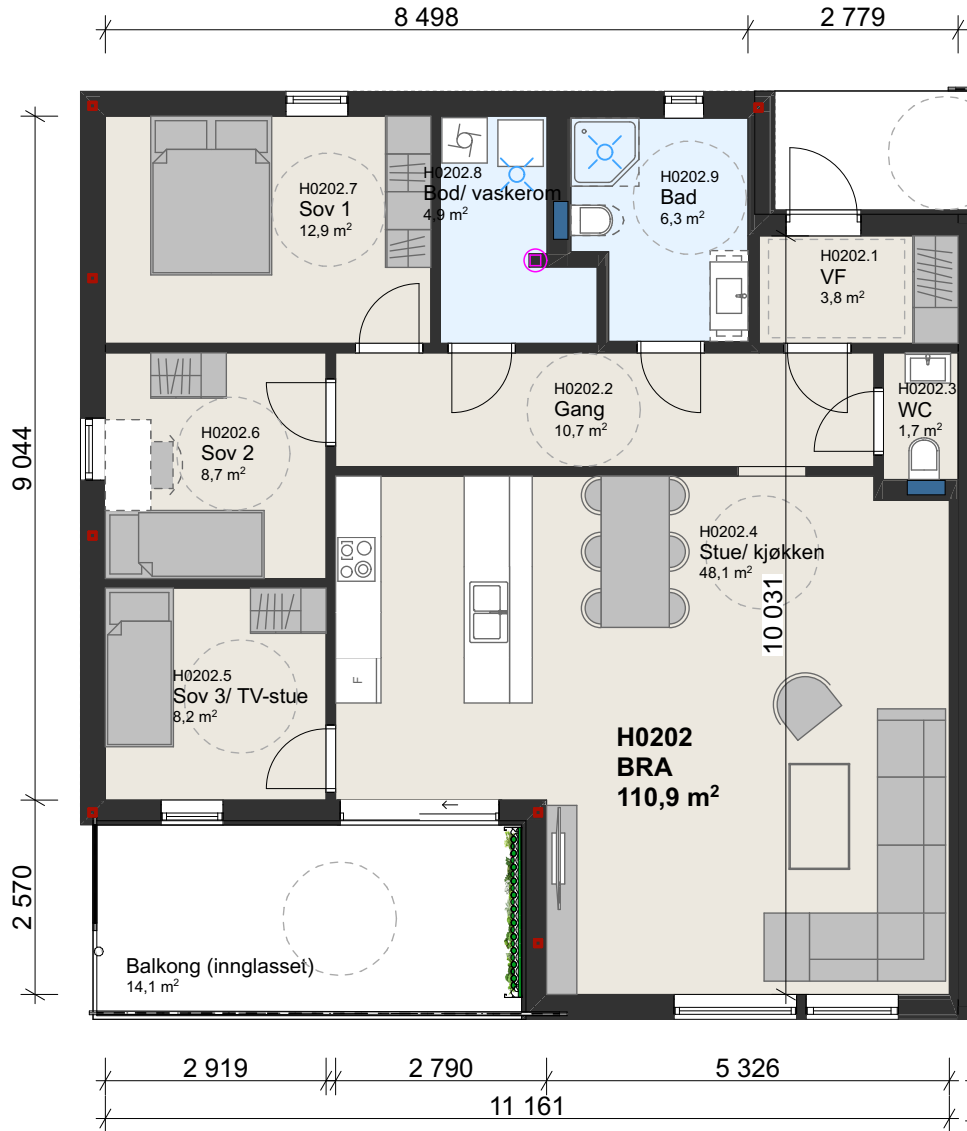 8 498
2 779
H0202.7
Sov 1
12,9 m²
H0202.8
Bod/ vaskerom
4,9 m²
H0202.9
Bad
6,3 m²
H0202.1
VF
3,8 m²
H0202.2
Gang
10,7 m²
H0202.3
WC
1,7 m²
9 044
H0202.6
Sov 2
8,7 m²
H0202.4
Stue/ kjøkken
48,1 m²
10 031
H0202.5
Sov 3/ TV-stue
8,2 m²
F
H0202
BRA
110,9 m²
2 570
Balkong (innglasset)
14,1 m²
2 919
2 790
5 326
11 161